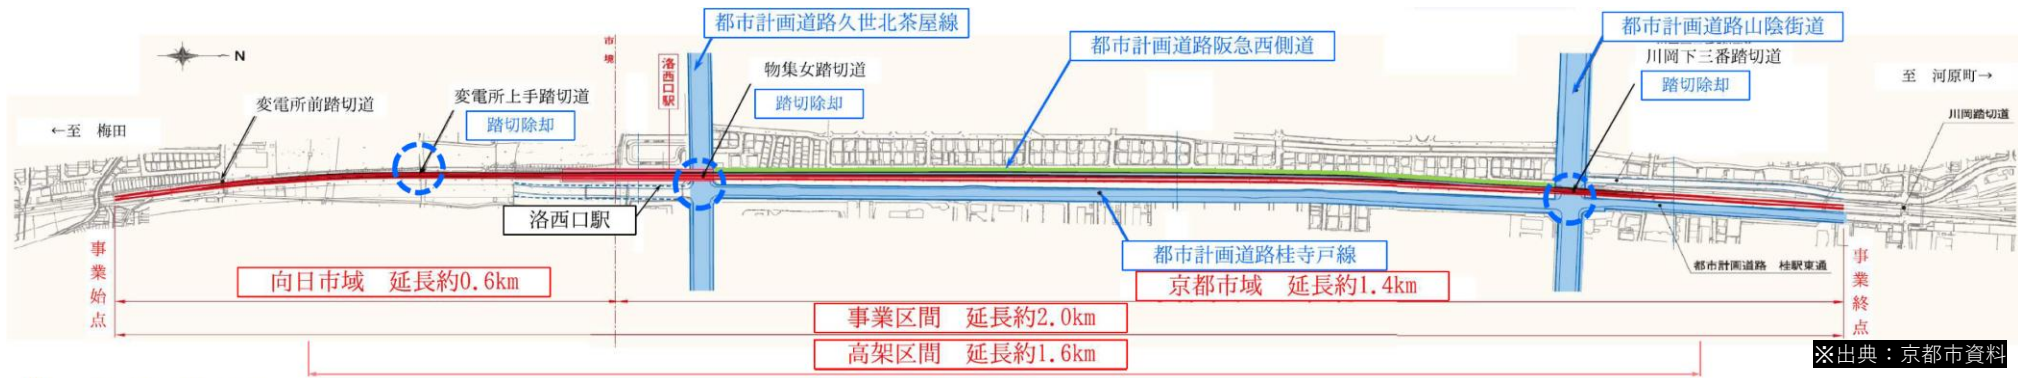 都市計画道路久世北茶屋線
都市計画道路山陰街道
市境
都市計画道路阪急西側道
N
洛西口駅
物集女踏切道
踏切除却
川岡下三番踏切道
踏切除却
至 河原町→
変電所前踏切道
変電所上手踏切道
踏切除却
←至 梅田
川岡踏切道
洛西口駅
都市計画道路桂寺戸線
都市計画道路 桂駅東通
事業始点
事業終点
向日市域 延長約0.6km
京都市域 延長約1.4km
事業区間 延長約2.0km
高架区間 延長約1.6km
※出典:京都市資料